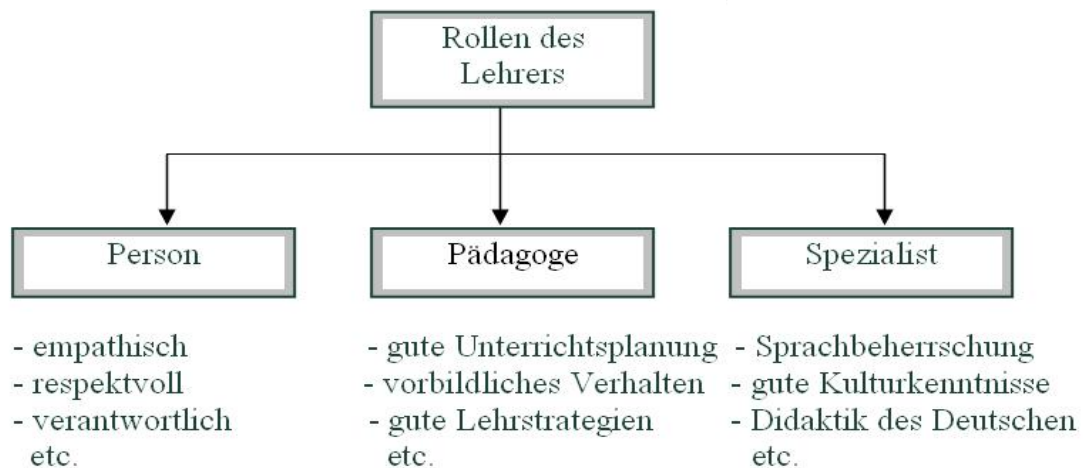 Rollen des
Lehrers
Person
Pädagoge
Spezialist
- empathisch
- respektvoll
- verantwortlich
etc.
- gute Unterrichtsplanung
- vorbildliches Verhalten
- gute Lehrstrategien
etc.
- Sprachbeherrschung
- gute Kulturkenntnisse
- Didaktik des Deutschen
etc.